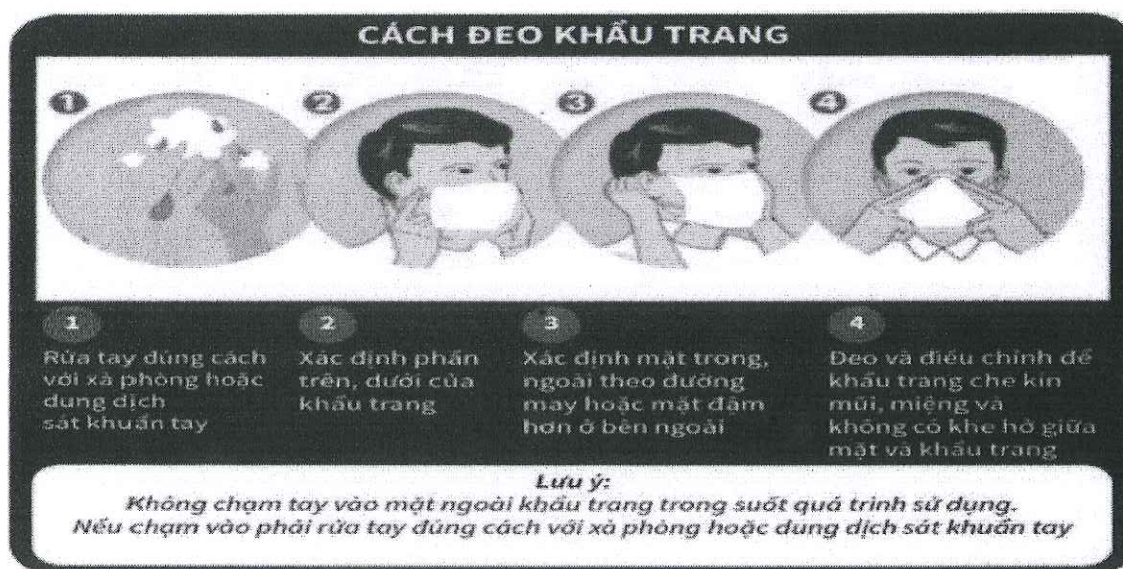 CÁCH ĐEO KHẨU TRANG
1
2
3
4
1
Rửa tay đúng cách
với xà phòng hoặc
dung dịch
sát khuẩn tay
2
Xác định phần
trên, dưới của
khẩu trang
3
Xác định mặt trong,
ngoài theo đường
may hoặc mặt đậm
hơn ở bên ngoài
4
Đeo và điều chỉnh để
khẩu trang che kín
mũi, miệng và
không có khe hở giữa
mặt và khẩu trang
Lưu ý:
Không chạm tay vào mặt ngoài khẩu trang trong suốt quá trình sử dụng.
Nếu chạm vào phải rửa tay đúng cách với xà phòng hoặc dung dịch sát khuẩn tay